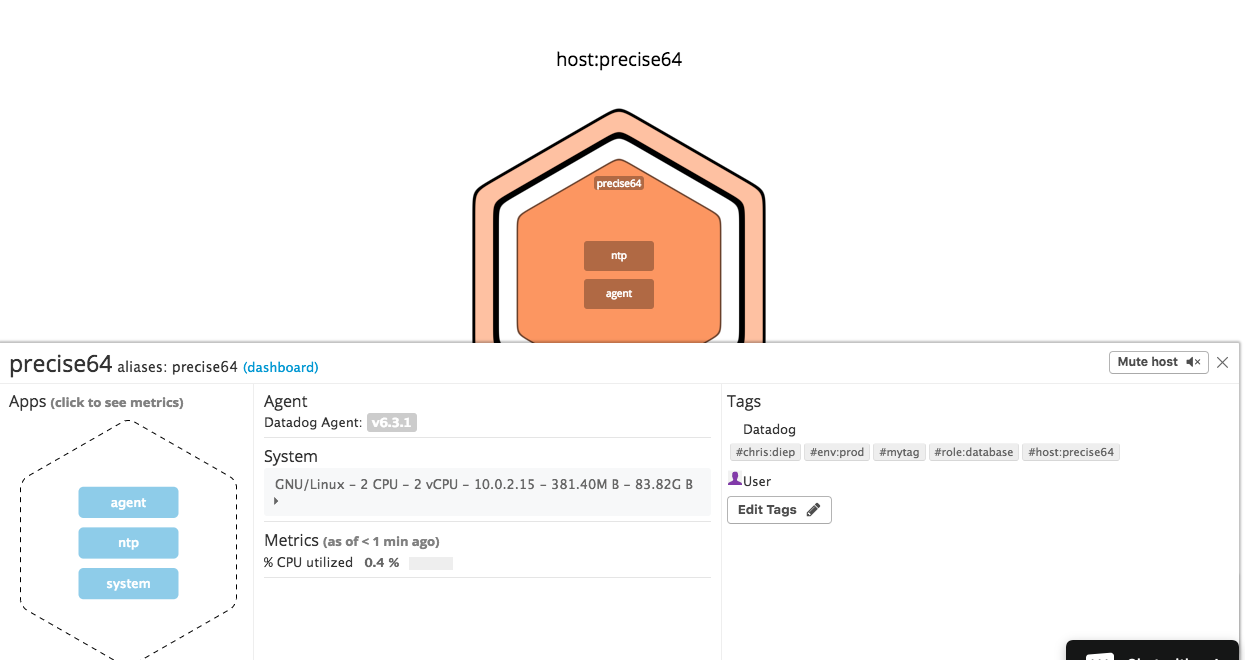 host:precise64
precise64
ntp
agent
precise64 aliases: precise64 (dashboard)
Mute host
Apps (click to see metrics)
agent
ntp
system
Agent
Datadog Agent: v6.3.1
System
GNU/Linux – 2 CPU – 2 vCPU – 10.0.2.15 – 381.40M B – 83.82G B
Metrics (as of < 1 min ago)
% CPU utilized 0.4 %
Tags
Datadog
#chris:diep #env:prod #mytag #role:database #host:precise64
User
Edit Tags